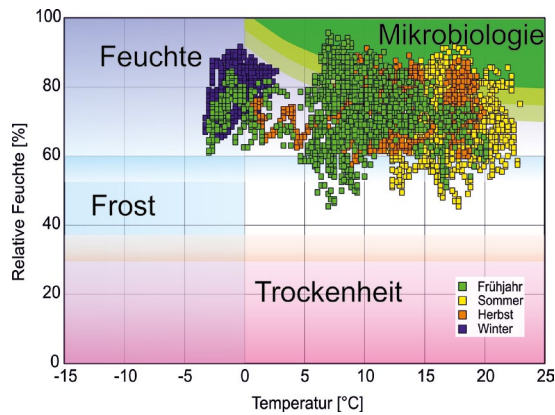 Relative Feuchte [%]
100
80
60
40
20
0
Feuchte
Mikrobiologie
Frost
Trockenheit
Frühjahr
Sommer
Herbst
Winter
-15 -10 -5 0 5 10 15 20 25
Temperatur [°C]